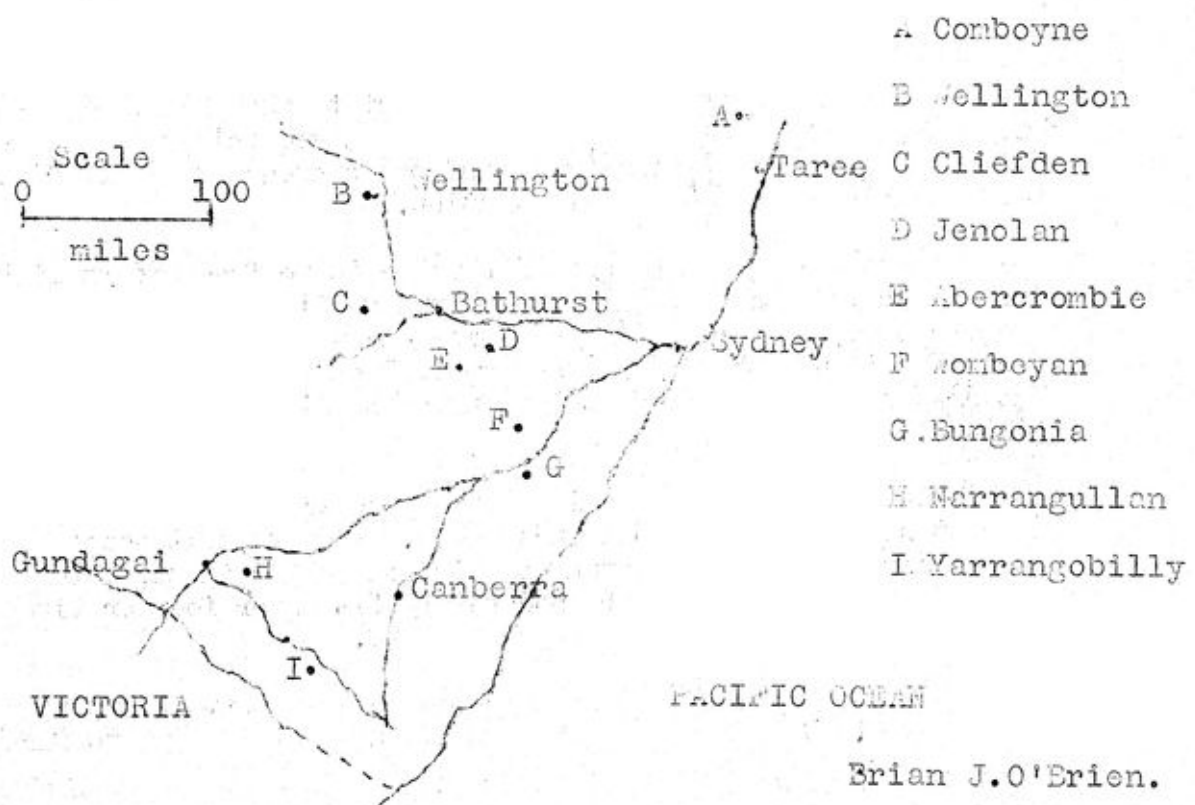 A Comboyne
B Wellington
C Cliefden
D Jenolan
E Abercrombie
F Womboyan
G.Bungonia
H Narrangullan
I Yarrangobilly
Scale
0 100
miles
A
Taree
B Wellington
C Bathurst
D
E
Sydney
F
G
Gundagai H
Canberra
I
VICTORIA
PACIFIC OCEAN
Brian J.O'Brien.